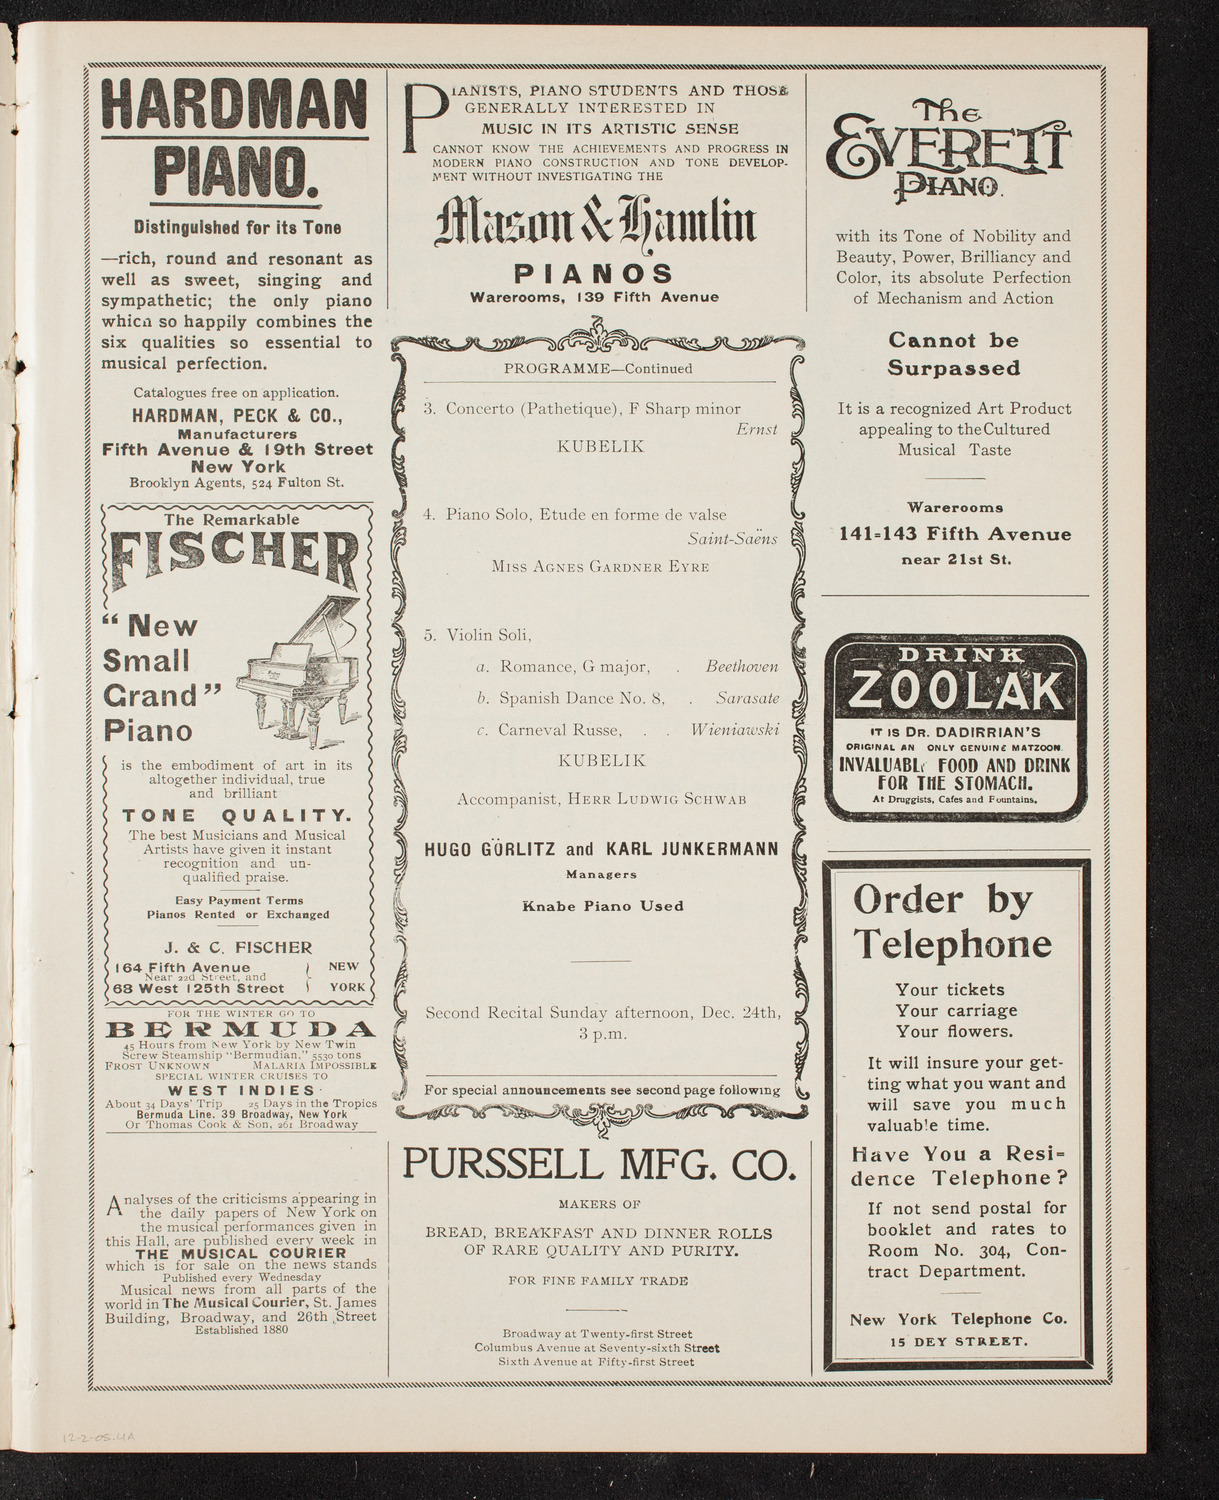 HARDMAN
PIANO.
Distinguished for its Tone
—rich, round and resonant as
well as sweet, singing and
sympathetic; the only piano
which so happily combines the
six qualities so essential to
musical perfection.
Catalogues free on application.
HARDMAN, PECK & CO.,
Manufacturers
Fifth Avenue & 19th Street
New York
Brooklyn Agents, 524 Fulton St.
The Remarkable
FISCHER
"New
Small
Grand"
Piano
is the embodiment of art in its
altogether individual, true
and brilliant
TONE QUALITY.
The best Musicians and Musical
Artists have given it instant
recognition and un-
qualified praise.
Easy Payment Terms
Pianos Rented or Exchanged
J. & C. FISCHER
164 Fifth Avenue
Near 22d Street, and
68 West 125th Street
NEW
YORK
FOR THE WINTER GO TO
BERMUDA
45 Hours from New York by New Twin
Screw Steamship "Bermudian," 5530 tons
FROST UNKNOWN MALARIA IMPOSSIBLE
SPECIAL WINTER CRUISES TO
WEST INDIES
About 34 Days' Trip 25 Days in the Tropics
Bermuda Line, 39 Broadway, New York
Or Thomas Cook & Son, 261 Broadway
Analyses of the criticisms appearing in
the daily papers of New York on
the musical performances given in
this Hall, are published every week in
THE MUSICAL COURIER
which is for sale on the news stands
Published every Wednesday
Musical news from all parts of the
world in The Musical Courier, St. James
Building, Broadway, and 26th Street
Established 1880
PIANISTS, PIANO STUDENTS AND THOSE
GENERALLY INTERESTED IN
MUSIC IN ITS ARTISTIC SENSE
CANNOT KNOW THE ACHIEVEMENTS AND PROGRESS IN
MODERN PIANO CONSTRUCTION AND TONE DEVELOP-
MENT WITHOUT INVESTIGATING THE
Mason & Hamlin
PIANOS
Warerooms, 139 Fifth Avenue
PROGRAMME—Continued
3. Concerto (Pathetique), F Sharp minor
Ernst
KUBELIK
4. Piano Solo, Etude en forme de valse
Saint-Saëns
MISS AGNES GARDNER EYRE
5. Violin Soli,
a. Romance, G major, . Beethoven
b. Spanish Dance No. 8, . Sarasate
c. Carneval Russe, . . Wieniawski
KUBELIK
Accompanist, HERR LUDWIG SCHWAB
HUGO GÖRLITZ and KARL JUNKERMANN
Managers
Knabe Piano Used
Second Recital Sunday afternoon, Dec. 24th,
3 p.m.
For special announcements see second page following
PURSSELL MFG. CO.
MAKERS OF
BREAD, BREAKFAST AND DINNER ROLLS
OF RARE QUALITY AND PURITY.
FOR FINE FAMILY TRADE
Broadway at Twenty-first Street
Columbus Avenue at Seventy-sixth Street
Sixth Avenue at Fifty-first Street
The
EVERETT
PIANO.
with its Tone of Nobility and
Beauty, Power, Brilliancy and
Color, its absolute Perfection
of Mechanism and Action
Cannot be
Surpassed
It is a recognized Art Product
appealing to the Cultured
Musical Taste
Warerooms
141=143 Fifth Avenue
near 21st St.
DRINK
ZOOLAK
IT IS DR. DADIRRIAN'S
ORIGINAL AN ONLY GENUINE MATZOON.
INVALUABLE FOOD AND DRINK
FOR THE STOMACH.
At Druggists, Cafes and Fountains.
Order by
Telephone
Your tickets
Your carriage
Your flowers.
It will insure your get-
ting what you want and
will save you much
valuable time.
Have You a Resi=
dence Telephone?
If not send postal for
booklet and rates to
Room No. 304, Con-
tract Department.
New York Telephone Co.
15 DEY STREET.
12-2-05.4A